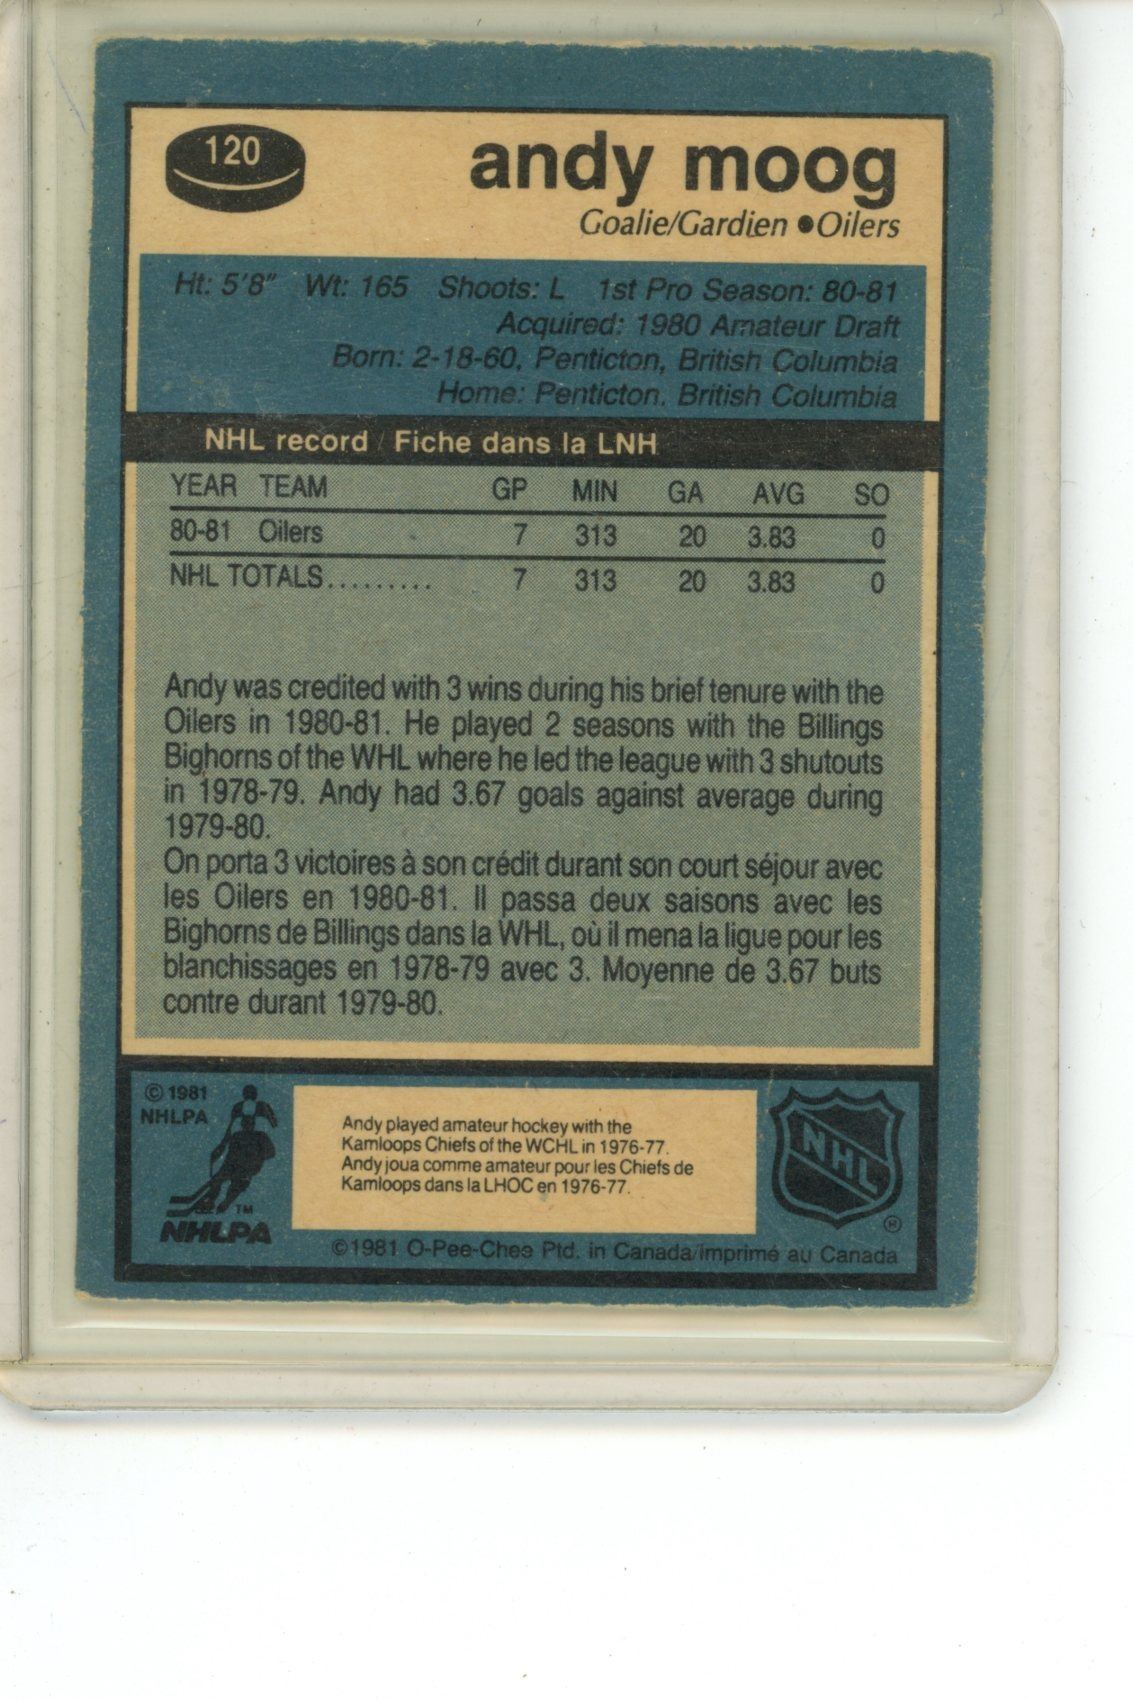 120
andy moog
Goalie/Gardien ●Oilers
Ht: 5'8" Wt: 165 Shoots: L 1st Pro Season: 80-81
Acquired: 1980 Amateur Draft
Born: 2-18-60, Penticton, British Columbia
Home: Penticton, British Columbia
NHL record / Fiche dans la LNH
YEAR TEAM GP MIN GA AVG SO
80-81 Oilers 7 313 20 3.83 0
NHL TOTALS......... 7 313 20 3.83 0
Andy was credited with 3 wins during his brief tenure with the
Oilers in 1980-81. He played 2 seasons with the Billings
Bighorns of the WHL where he led the league with 3 shutouts
in 1978-79. Andy had 3.67 goals against average during
1979-80.
On porta 3 victoires à son crédit durant son court séjour avec
les Oilers en 1980-81. Il passa deux saisons avec les
Bighorns de Billings dans la WHL, où il mena la ligue pour les
blanchissages en 1978-79 avec 3. Moyenne de 3.67 buts
contre durant 1979-80.
© 1981
NHLPA
TM
NHLPA
Andy played amateur hockey with the
Kamloops Chiefs of the WCHL in 1976-77.
Andy joua comme amateur pour les Chiefs de
Kamloops dans la LHOC en 1976-77.
NHL
®
©1981 O-Pee-Chee Ptd. in Canada/Imprimé au Canada